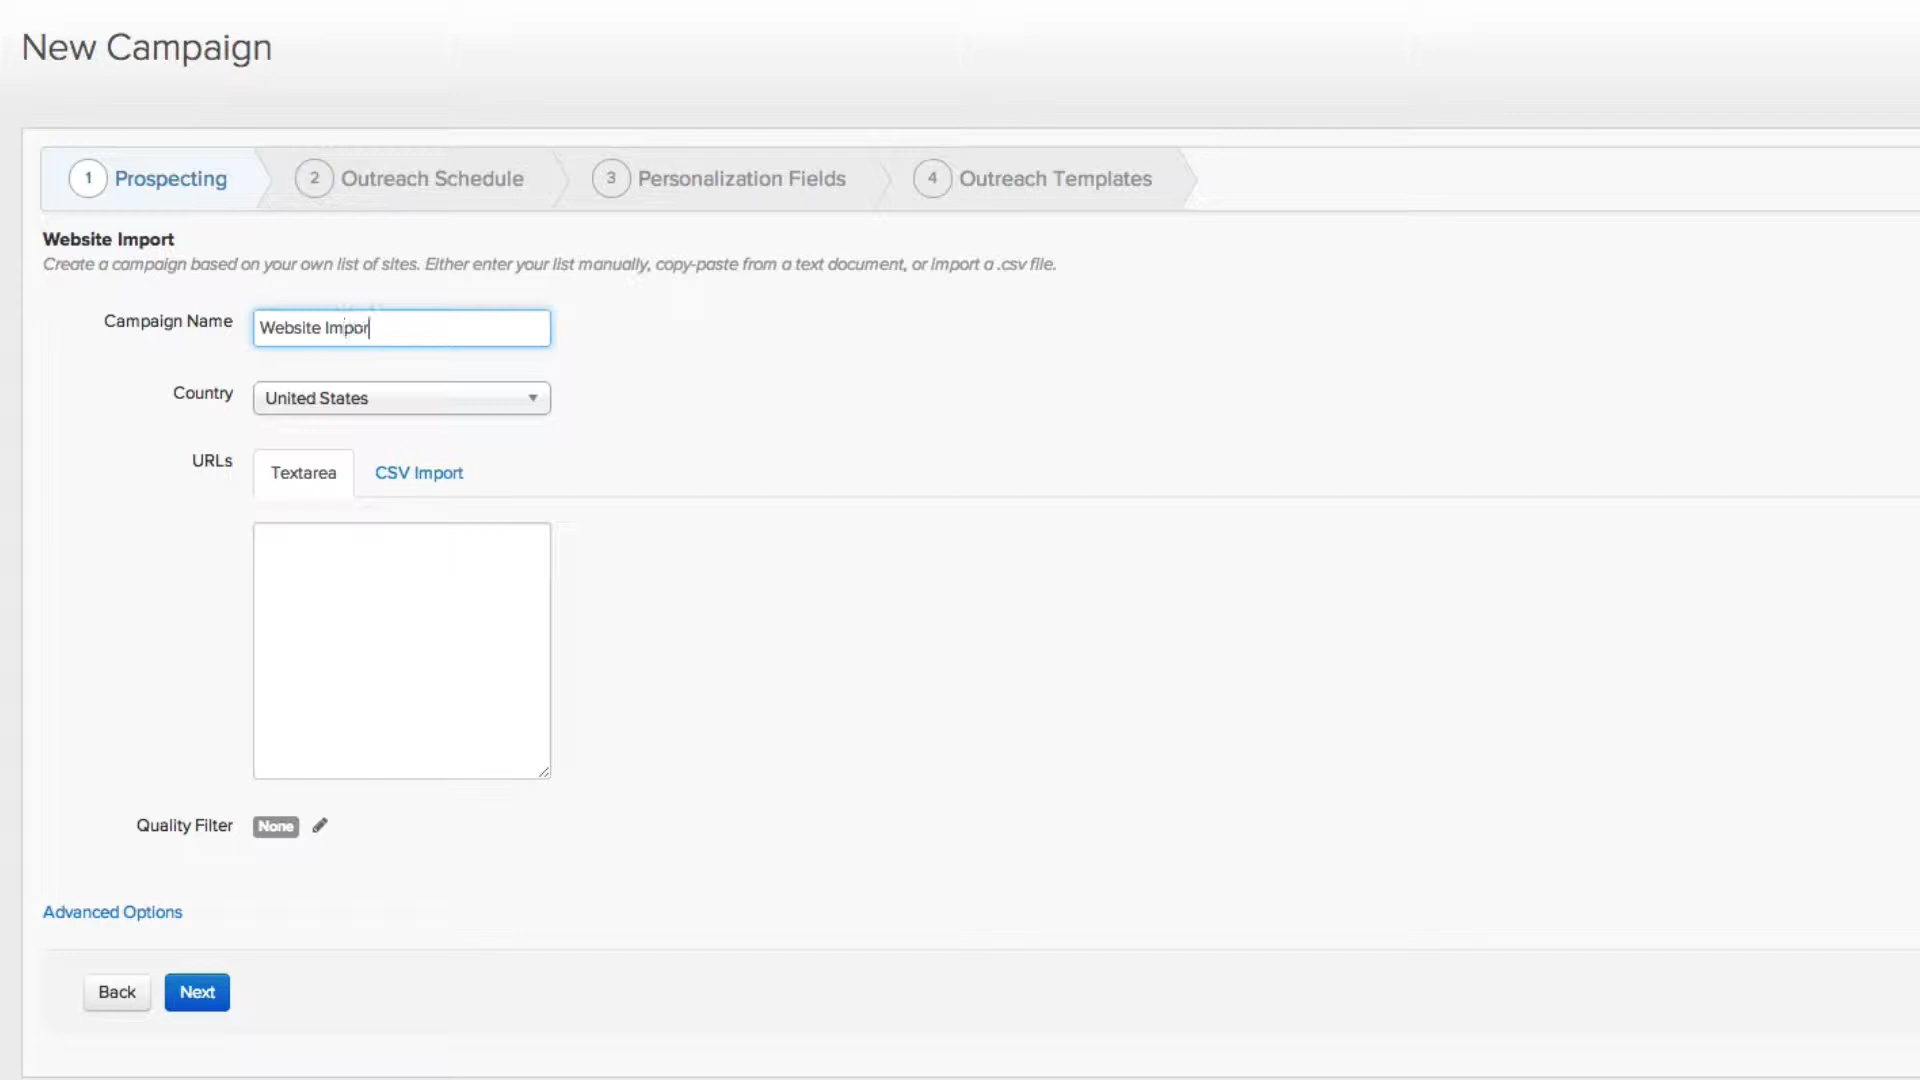 New Campaign
1 Prospecting 2 Outreach Schedule 3 Personalization Fields 4 Outreach Templates
Website Import
Create a campaign based on your own list of sites. Either enter your list manually, copy-paste from a text document, or import a .csv file.
Campaign Name Website Impor
Country United States
URLs Textarea CSV Import
Quality Filter None
Advanced Options
Back Next